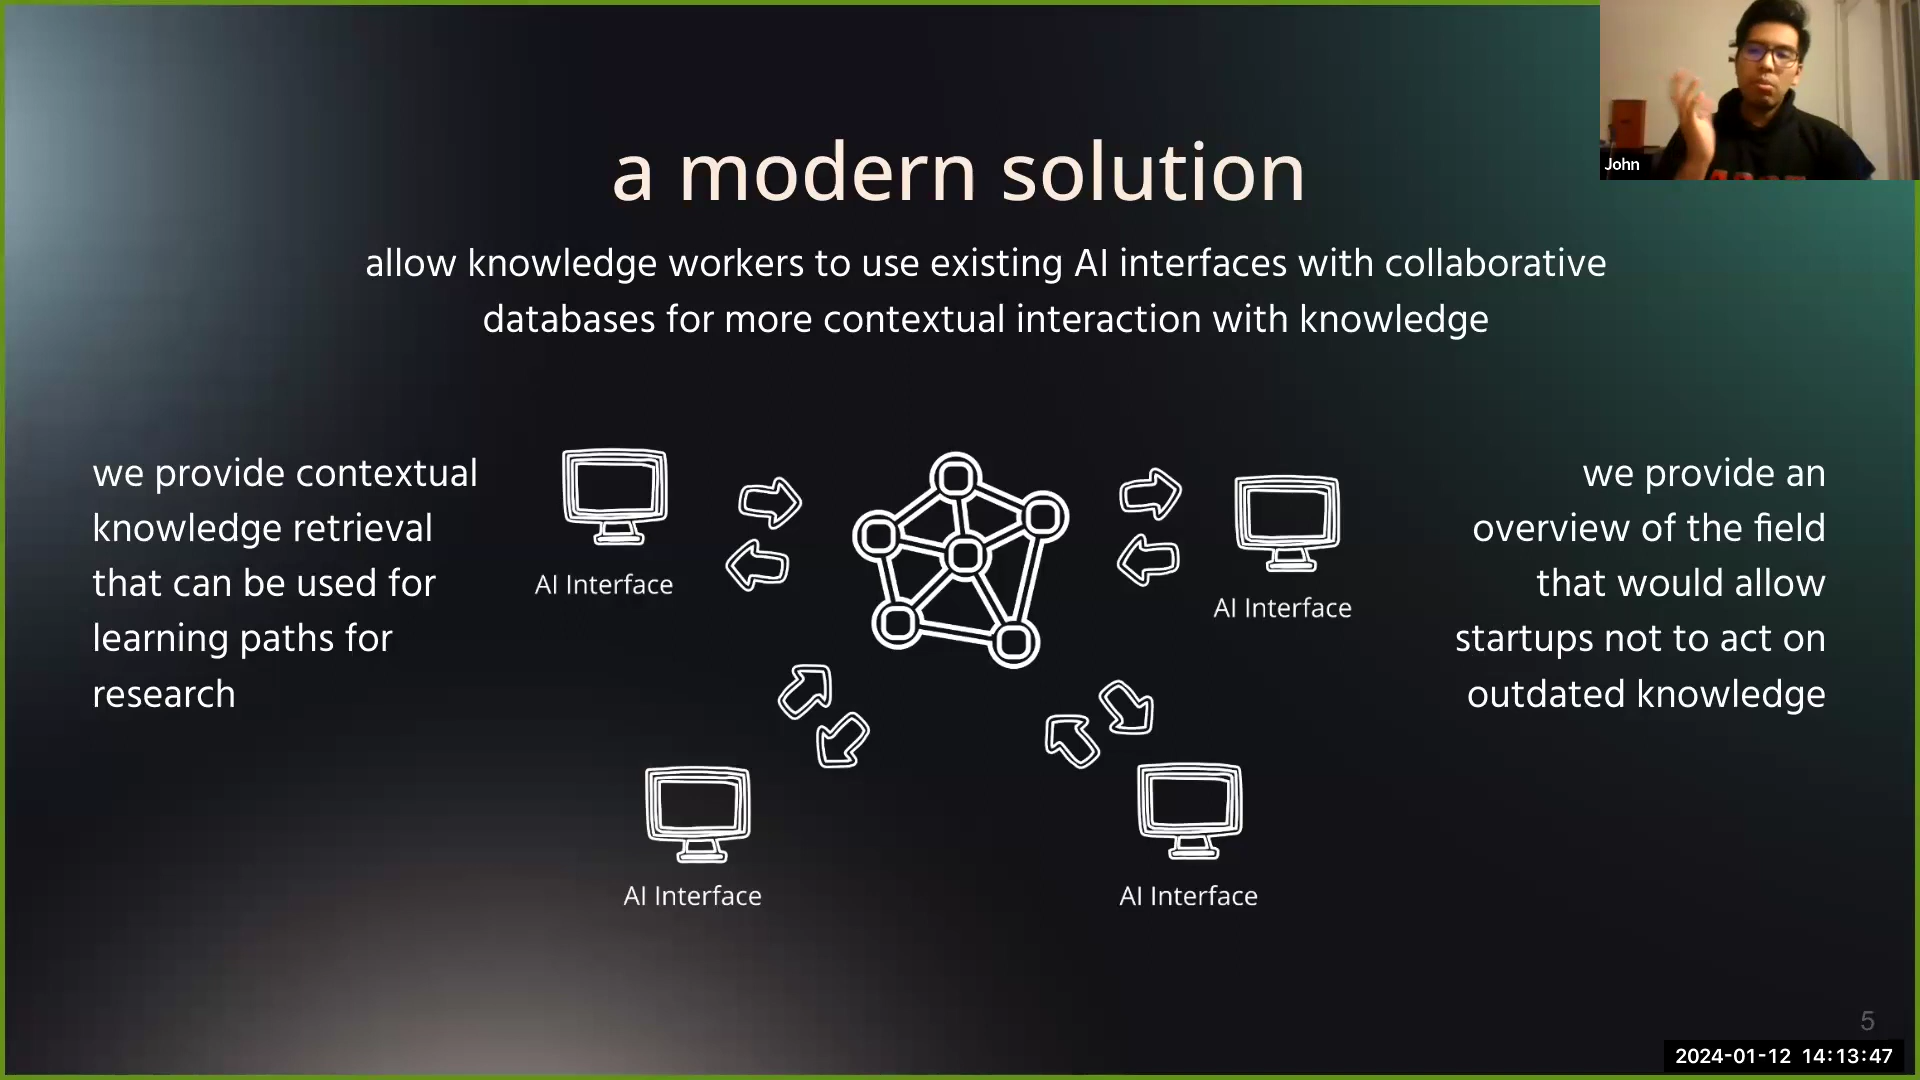 John
a modern solution
allow knowledge workers to use existing AI interfaces with collaborative
databases for more contextual interaction with knowledge
we provide contextual
knowledge retrieval
that can be used for
learning paths for
research
AI Interface
AI Interface
AI Interface
AI Interface
we provide an
overview of the field
that would allow
startups not to act on
outdated knowledge
5
2024-01-12 14:13:47